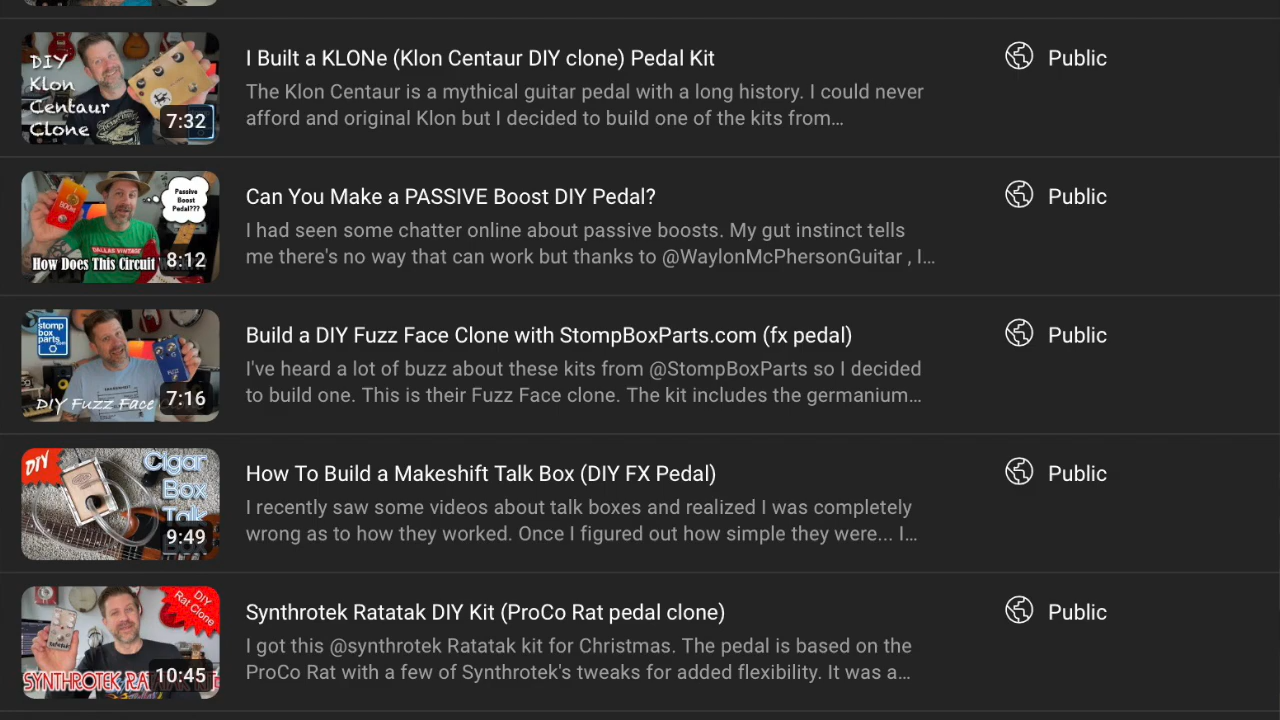 DIY
Klon
Centaur
Clone
7:32
I Built a KLONe (Klon Centaur DIY clone) Pedal Kit
The Klon Centaur is a mythical guitar pedal with a long history. I could never
afford and original Klon but I decided to build one of the kits from…
Public
Passive
Boost
Pedal???
BOOM
DALLAS VINTAGE
How Does This Circuit
8:12
Can You Make a PASSIVE Boost DIY Pedal?
I had seen some chatter online about passive boosts. My gut instinct tells
me there's no way that can work but thanks to @WaylonMcPhersonGuitar , I…
Public
stomp
box
parts
DIY Fuzz Face
7:16
Build a DIY Fuzz Face Clone with StompBoxParts.com (fx pedal)
I've heard a lot of buzz about these kits from @StompBoxParts so I decided
to build one. This is their Fuzz Face clone. The kit includes the germanium…
Public
DIY
Cigar
Box
Talk
9:49
How To Build a Makeshift Talk Box (DIY FX Pedal)
I recently saw some videos about talk boxes and realized I was completely
wrong as to how they worked. Once I figured out how simple they were... I…
Public
DIY
Rat Clone
SYNTHROTEK
10:45
Synthrotek Ratatak DIY Kit (ProCo Rat pedal clone)
I got this @synthrotek Ratatak kit for Christmas. The pedal is based on the
ProCo Rat with a few of Synthrotek's tweaks for added flexibility. It was a…
Public